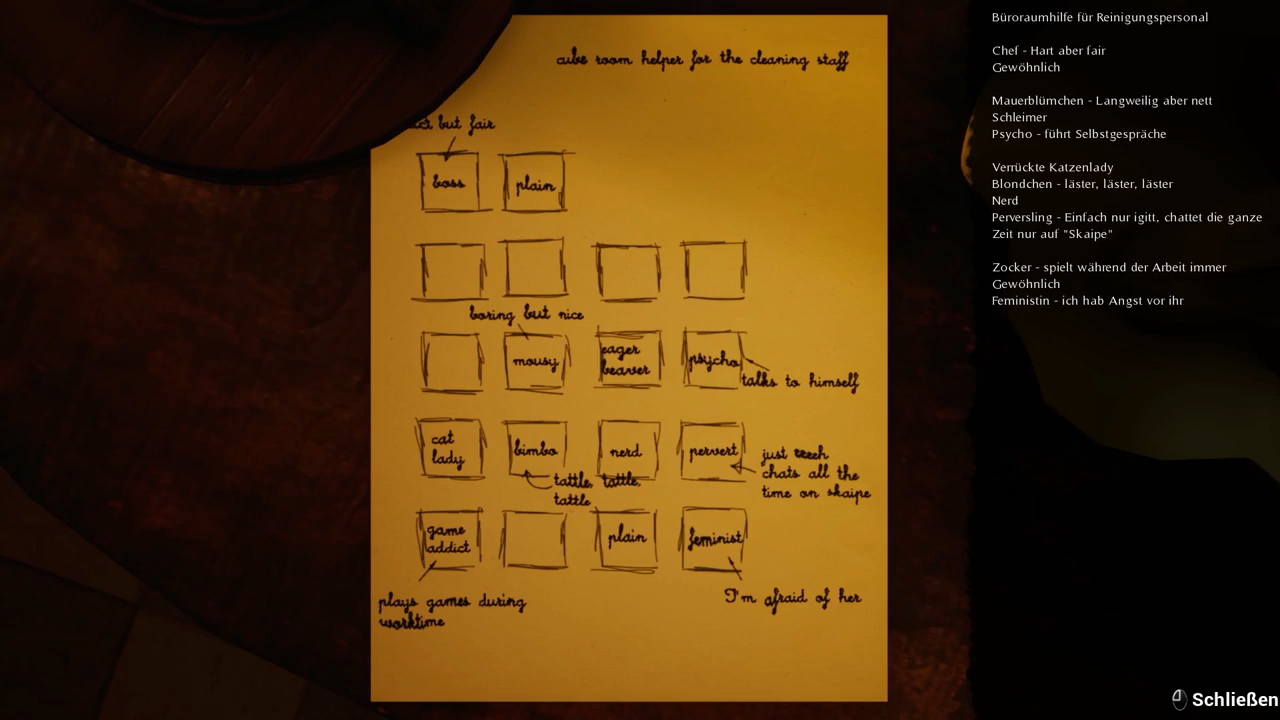 cube room helper for the cleaning staff
but fair
boss
plain
boring but nice
mousy
eager
beaver
psycho
talks to himself
cat
lady
bimbo
nerd
pervert
just
chats all the
time on skaipe
tattle, tattle,
tattle
game
addict
plain
feminist
plays games during
worktime
I'm afraid of her
Büroraumhilfe für Reinigungspersonal
Chef - Hart aber fair
Gewöhnlich
Mauerblümchen - Langweilig aber nett
Schleimer
Psycho - führt Selbstgespräche
Verrückte Katzenlady
Blondchen - läster, läster, läster
Nerd
Perversling - Einfach nur igitt, chattet die ganze
Zeit nur auf "Skaipe"
Zocker - spielt während der Arbeit immer
Gewöhnlich
Feministin - ich hab Angst vor ihr
Schließen